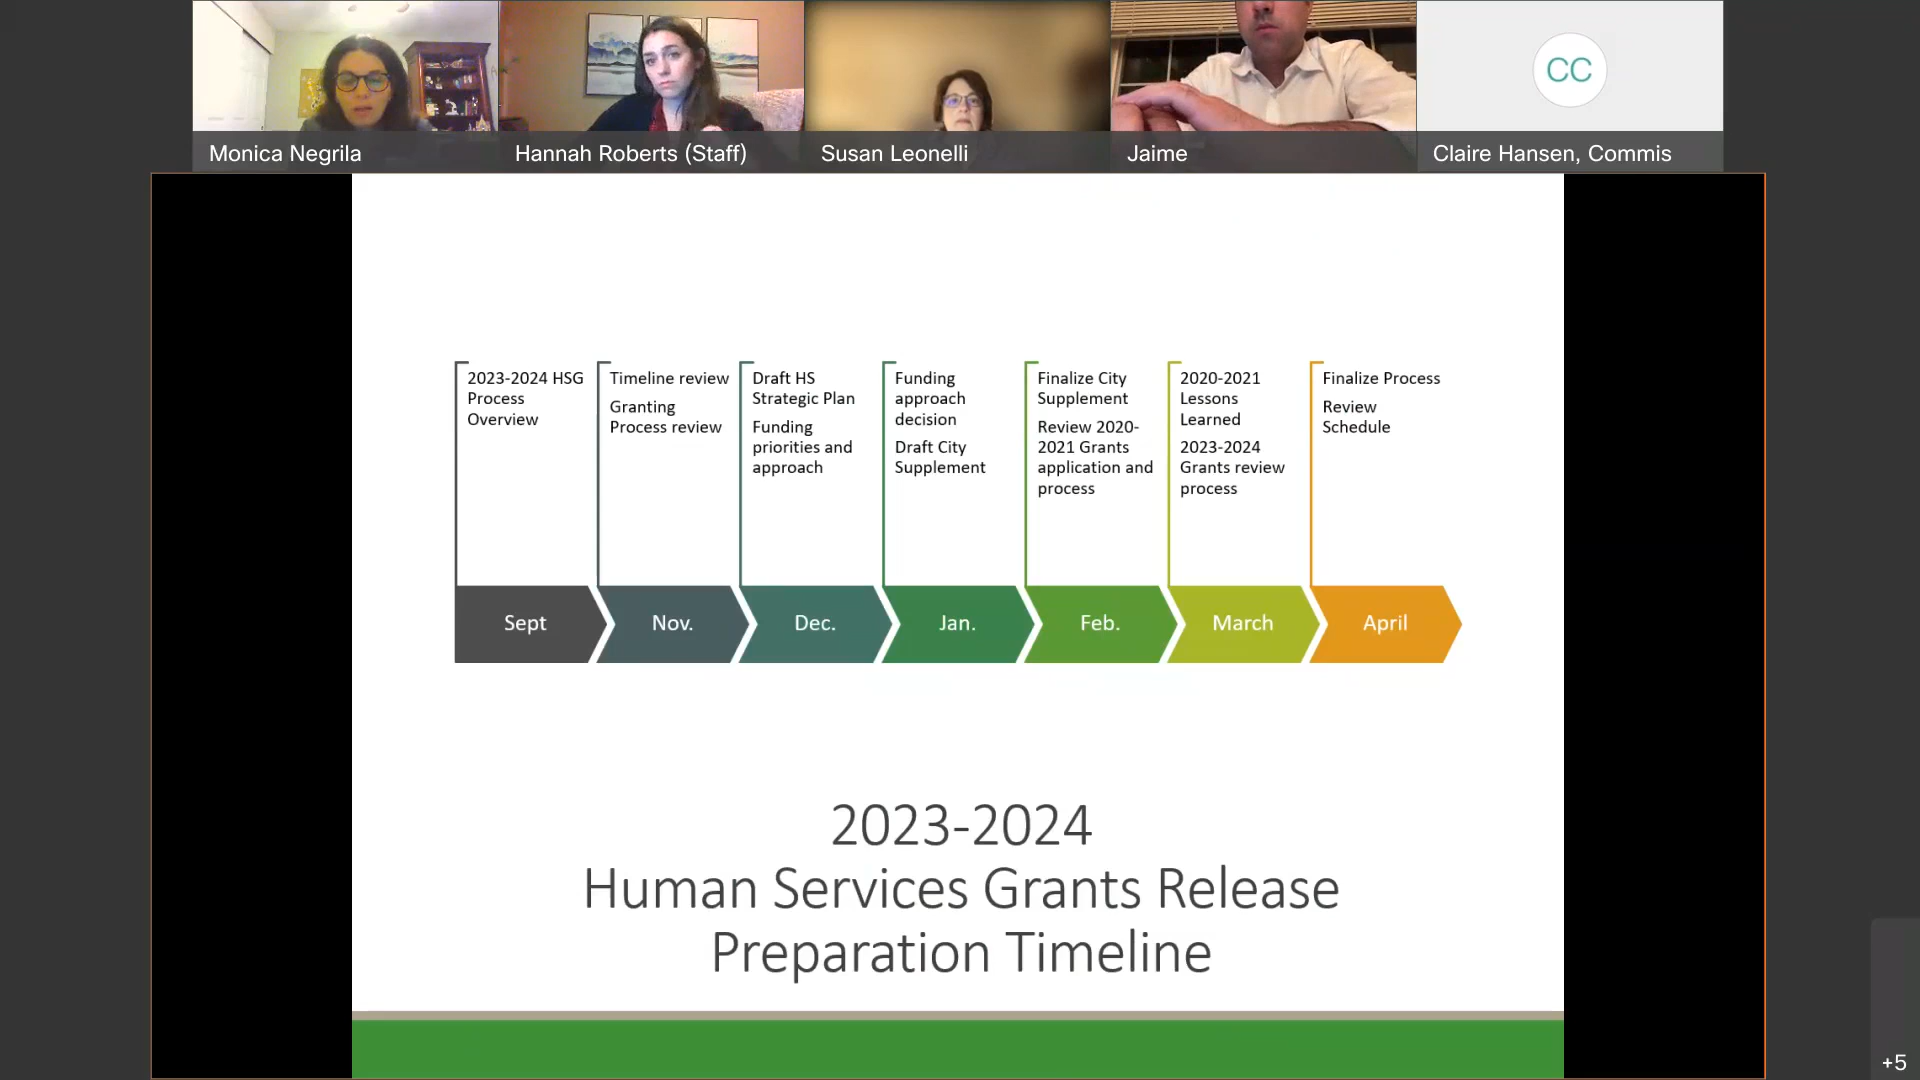 Monica Negrila
Hannah Roberts (Staff)
Susan Leonelli
Jaime
CC
Claire Hansen, Commis
2023-2024 HSG
Process
Overview
Timeline review
Granting
Process review
Draft HS
Strategic Plan
Funding
priorities and
approach
Funding
approach
decision
Draft City
Supplement
Finalize City
Supplement
Review 2020-
2021 Grants
application and
process
2020-2021
Lessons
Learned
2023-2024
Grants review
process
Finalize Process
Review
Schedule
Sept
Nov.
Dec.
Jan.
Feb.
March
April
2023-2024
Human Services Grants Release
Preparation Timeline
+5